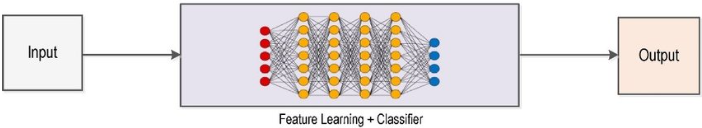 Input
Output
Feature Learning + Classifier